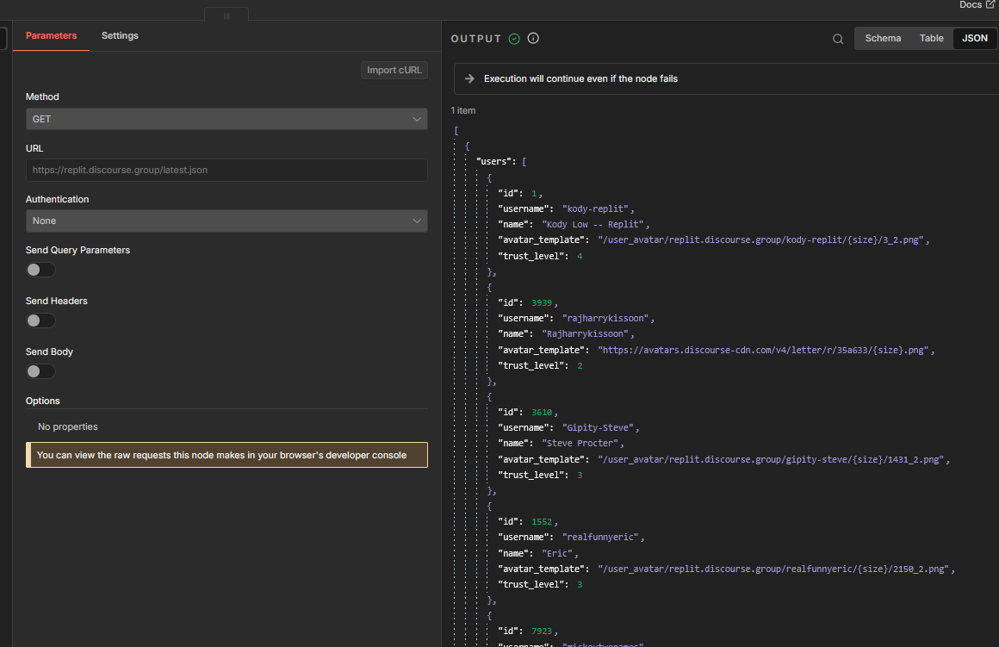 Docs
Parameters
Settings
Import cURL
Method
GET
URL
https://replit.discourse.group/latest.json
Authentication
None
Send Query Parameters
Send Headers
Send Body
Options
No properties
You can view the raw requests this node makes in your browser's developer console
OUTPUT
Schema
Table
JSON
Execution will continue even if the node fails
1 item
[
{
"users": [
{
"id": 1,
"username": "kody-replit",
"name": "Kody Low -- Replit",
"avatar_template": "/user_avatar/replit.discourse.group/kody-replit/{size}/3_2.png",
"trust_level": 4
},
{
"id": 3939,
"username": "rajharrykissoon",
"name": "Rajharrykissoon",
"avatar_template": "https://avatars.discourse-cdn.com/v4/letter/r/35a633/{size}.png",
"trust_level": 2
},
{
"id": 3610,
"username": "Gipity-Steve",
"name": "Steve Procter",
"avatar_template": "/user_avatar/replit.discourse.group/gipity-steve/{size}/1431_2.png",
"trust_level": 3
},
{
"id": 1552,
"username": "realfunnyeric",
"name": "Eric",
"avatar_template": "/user_avatar/replit.discourse.group/realfunnyeric/{size}/2150_2.png",
"trust_level": 3
},
{
"id": 7923,
"username": "mickeytwonames",